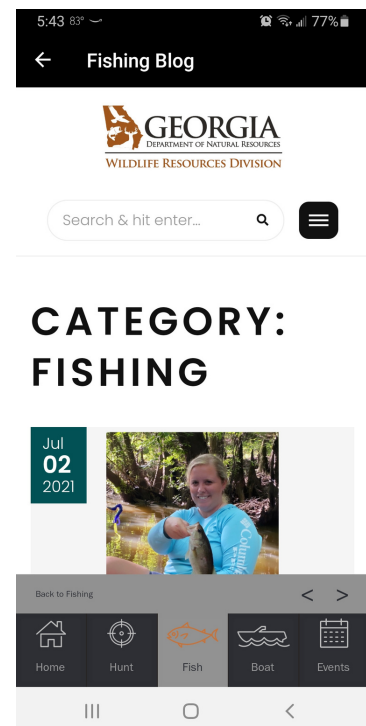 5:43 83° 77%
Fishing Blog
GEORGIA
DEPARTMENT OF NATURAL RESOURCES
WILDLIFE RESOURCES DIVISION
Search & hit enter...
CATEGORY:
FISHING
Jul
02
2021
Columbia
Back to Fishing < >
Home Hunt Fish Boat Events